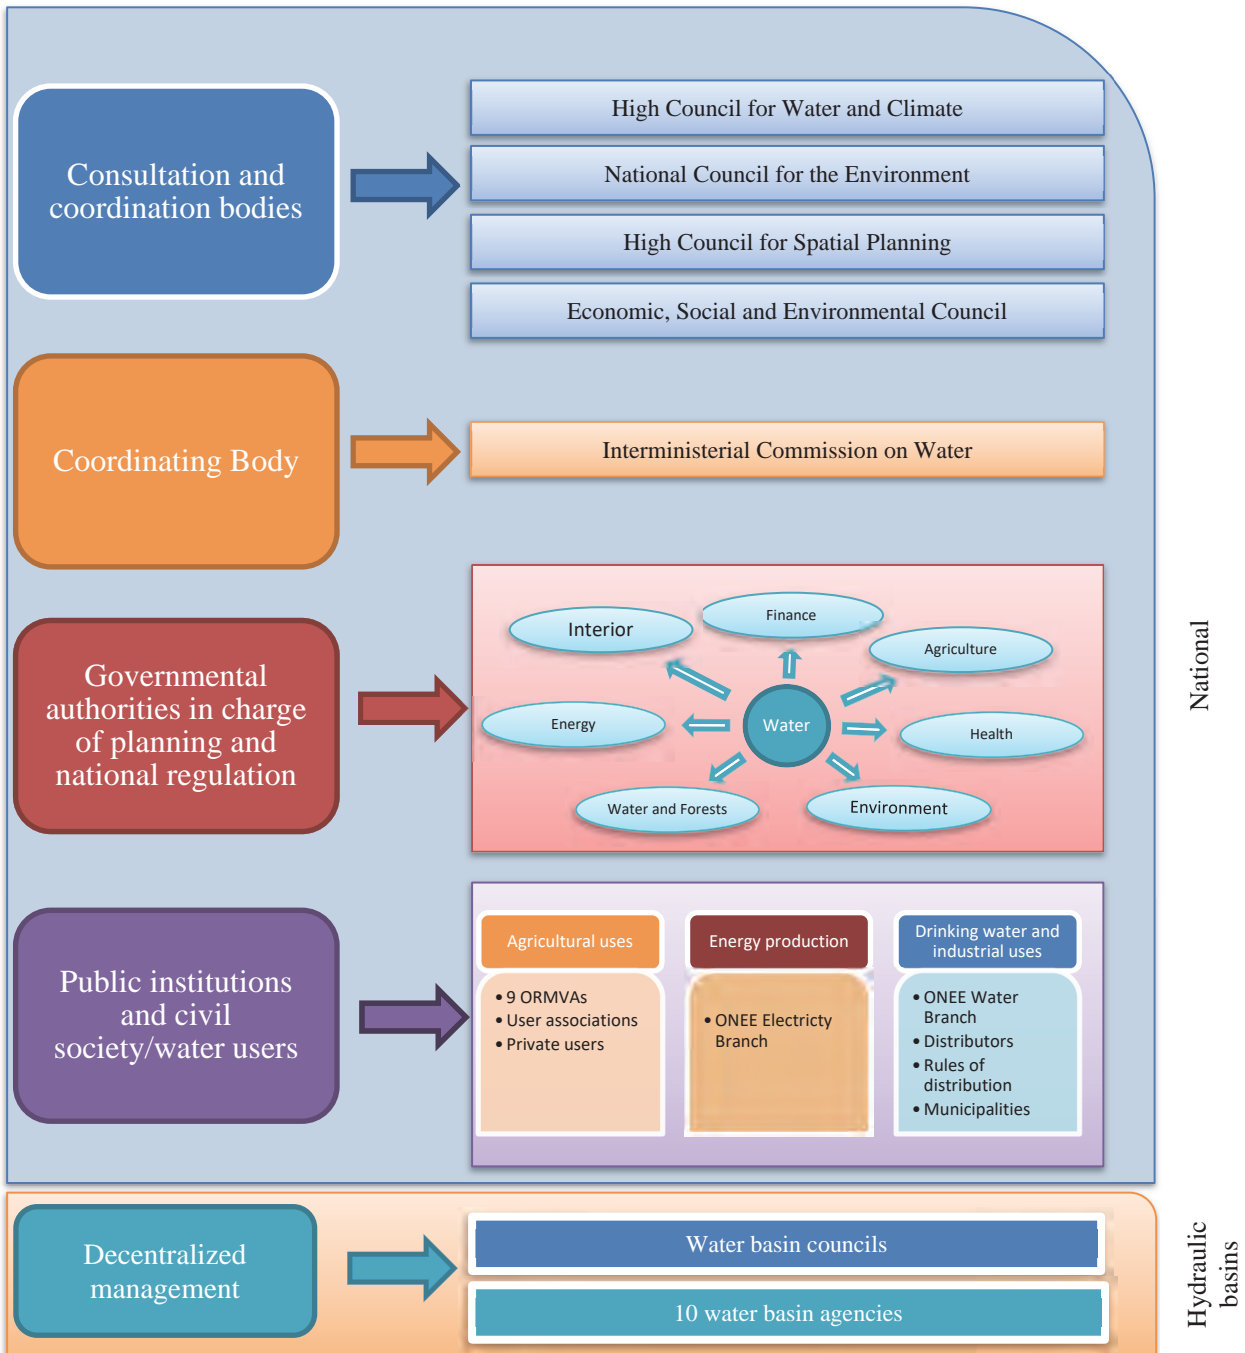 Consultation and
coordination bodies
High Council for Water and Climate
National Council for the Environment
High Council for Spatial Planning
Economic, Social and Environmental Council
Coordinating Body
Interministerial Commission on Water
Governmental
authorities in charge
of planning and
national regulation
Interior
Finance
Agriculture
Energy
Water
Health
Water and Forests
Environment
National
Public institutions
and civil
society/water users
Agricultural uses
• 9 ORMVAs
• User associations
• Private users
Energy production
• ONEE Electricty
Branch
Drinking water and
industrial uses
• ONEE Water
Branch
• Distributors
• Rules of
distribution
• Municipalities
Decentralized
management
Water basin councils
10 water basin agencies
Hydraulic
basins